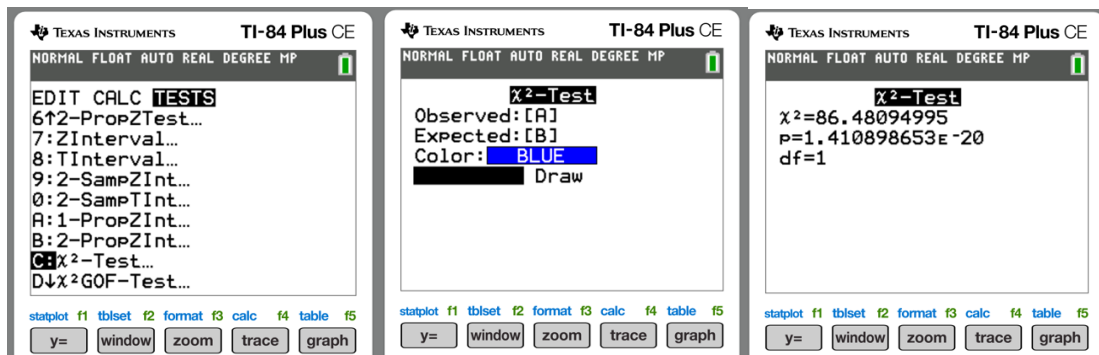 TEXAS INSTRUMENTS TI-84 Plus CE
NORMAL FLOAT AUTO REAL DEGREE MP
EDIT CALC TESTS
6↑2-PropZTest…
7:ZInterval…
8:TInterval…
9:2-SampZInt…
0:2-SampTInt…
A:1-PropZInt…
B:2-PropZInt…
C:χ²-Test…
D↓χ²GOF-Test…
statplot f1 tblset f2 format f3 calc f4 table f5
y= window zoom trace graph
TEXAS INSTRUMENTS TI-84 Plus CE
NORMAL FLOAT AUTO REAL DEGREE MP
χ²-Test
Observed:[A]
Expected:[B]
Color: BLUE
Draw
statplot f1 tblset f2 format f3 calc f4 table f5
y= window zoom trace graph
TEXAS INSTRUMENTS TI-84 Plus CE
NORMAL FLOAT AUTO REAL DEGREE MP
χ²-Test
χ²=86.48094995
p=1.410898653ᴇ-20
df=1
statplot f1 tblset f2 format f3 calc f4 table f5
y= window zoom trace graph